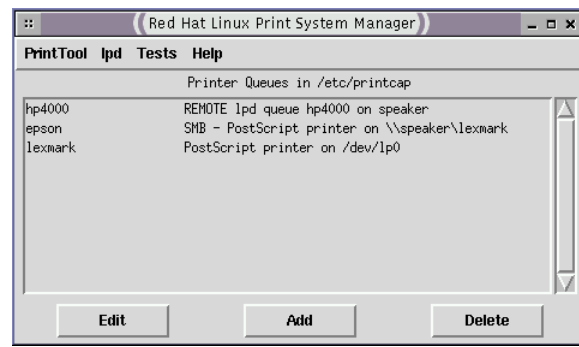 Red Hat Linux Print System Manager
PrintTool lpd Tests Help
Printer Queues in /etc/printcap
hp4000 REMOTE lpd queue hp4000 on speaker
epson SMB - PostScript printer on \\speaker\lexmark
lexmark PostScript printer on /dev/lp0
Edit Add Delete